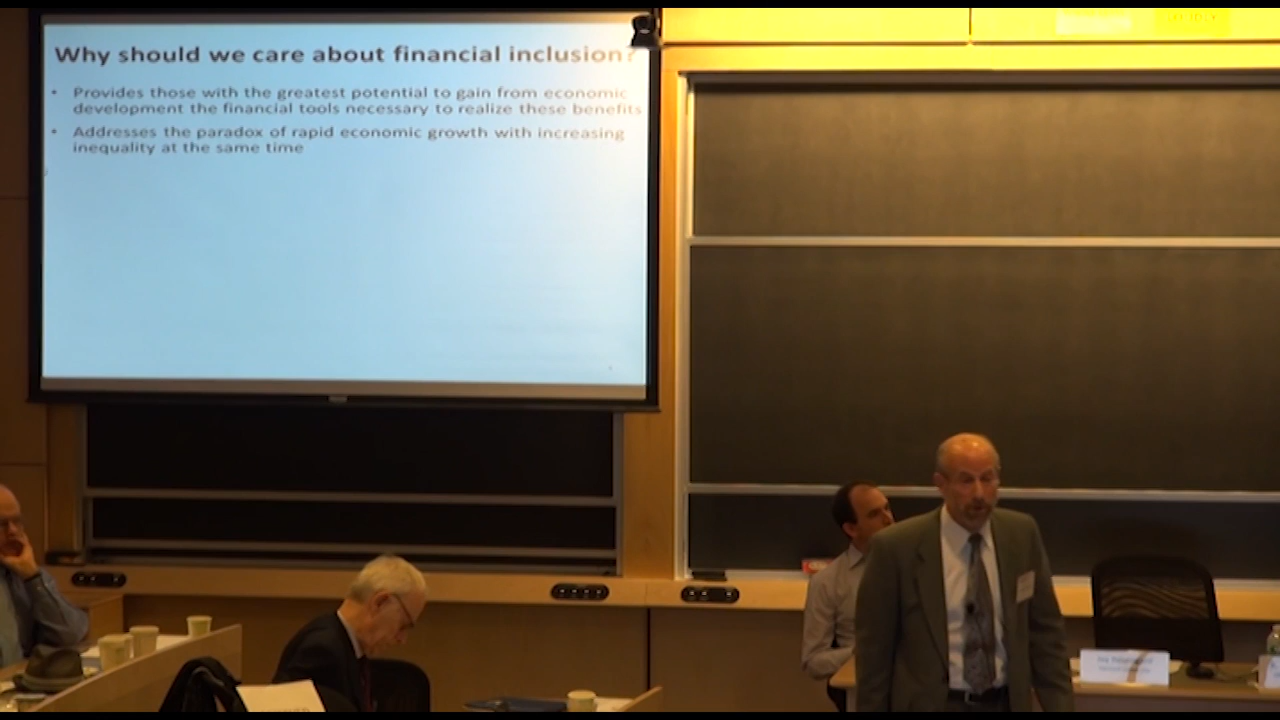 Why should we care about financial inclusion?
• Provides those with the greatest potential to gain from economic
development the financial tools necessary to realize these benefits
• Addresses the paradox of rapid economic growth with increasing
inequality at the same time